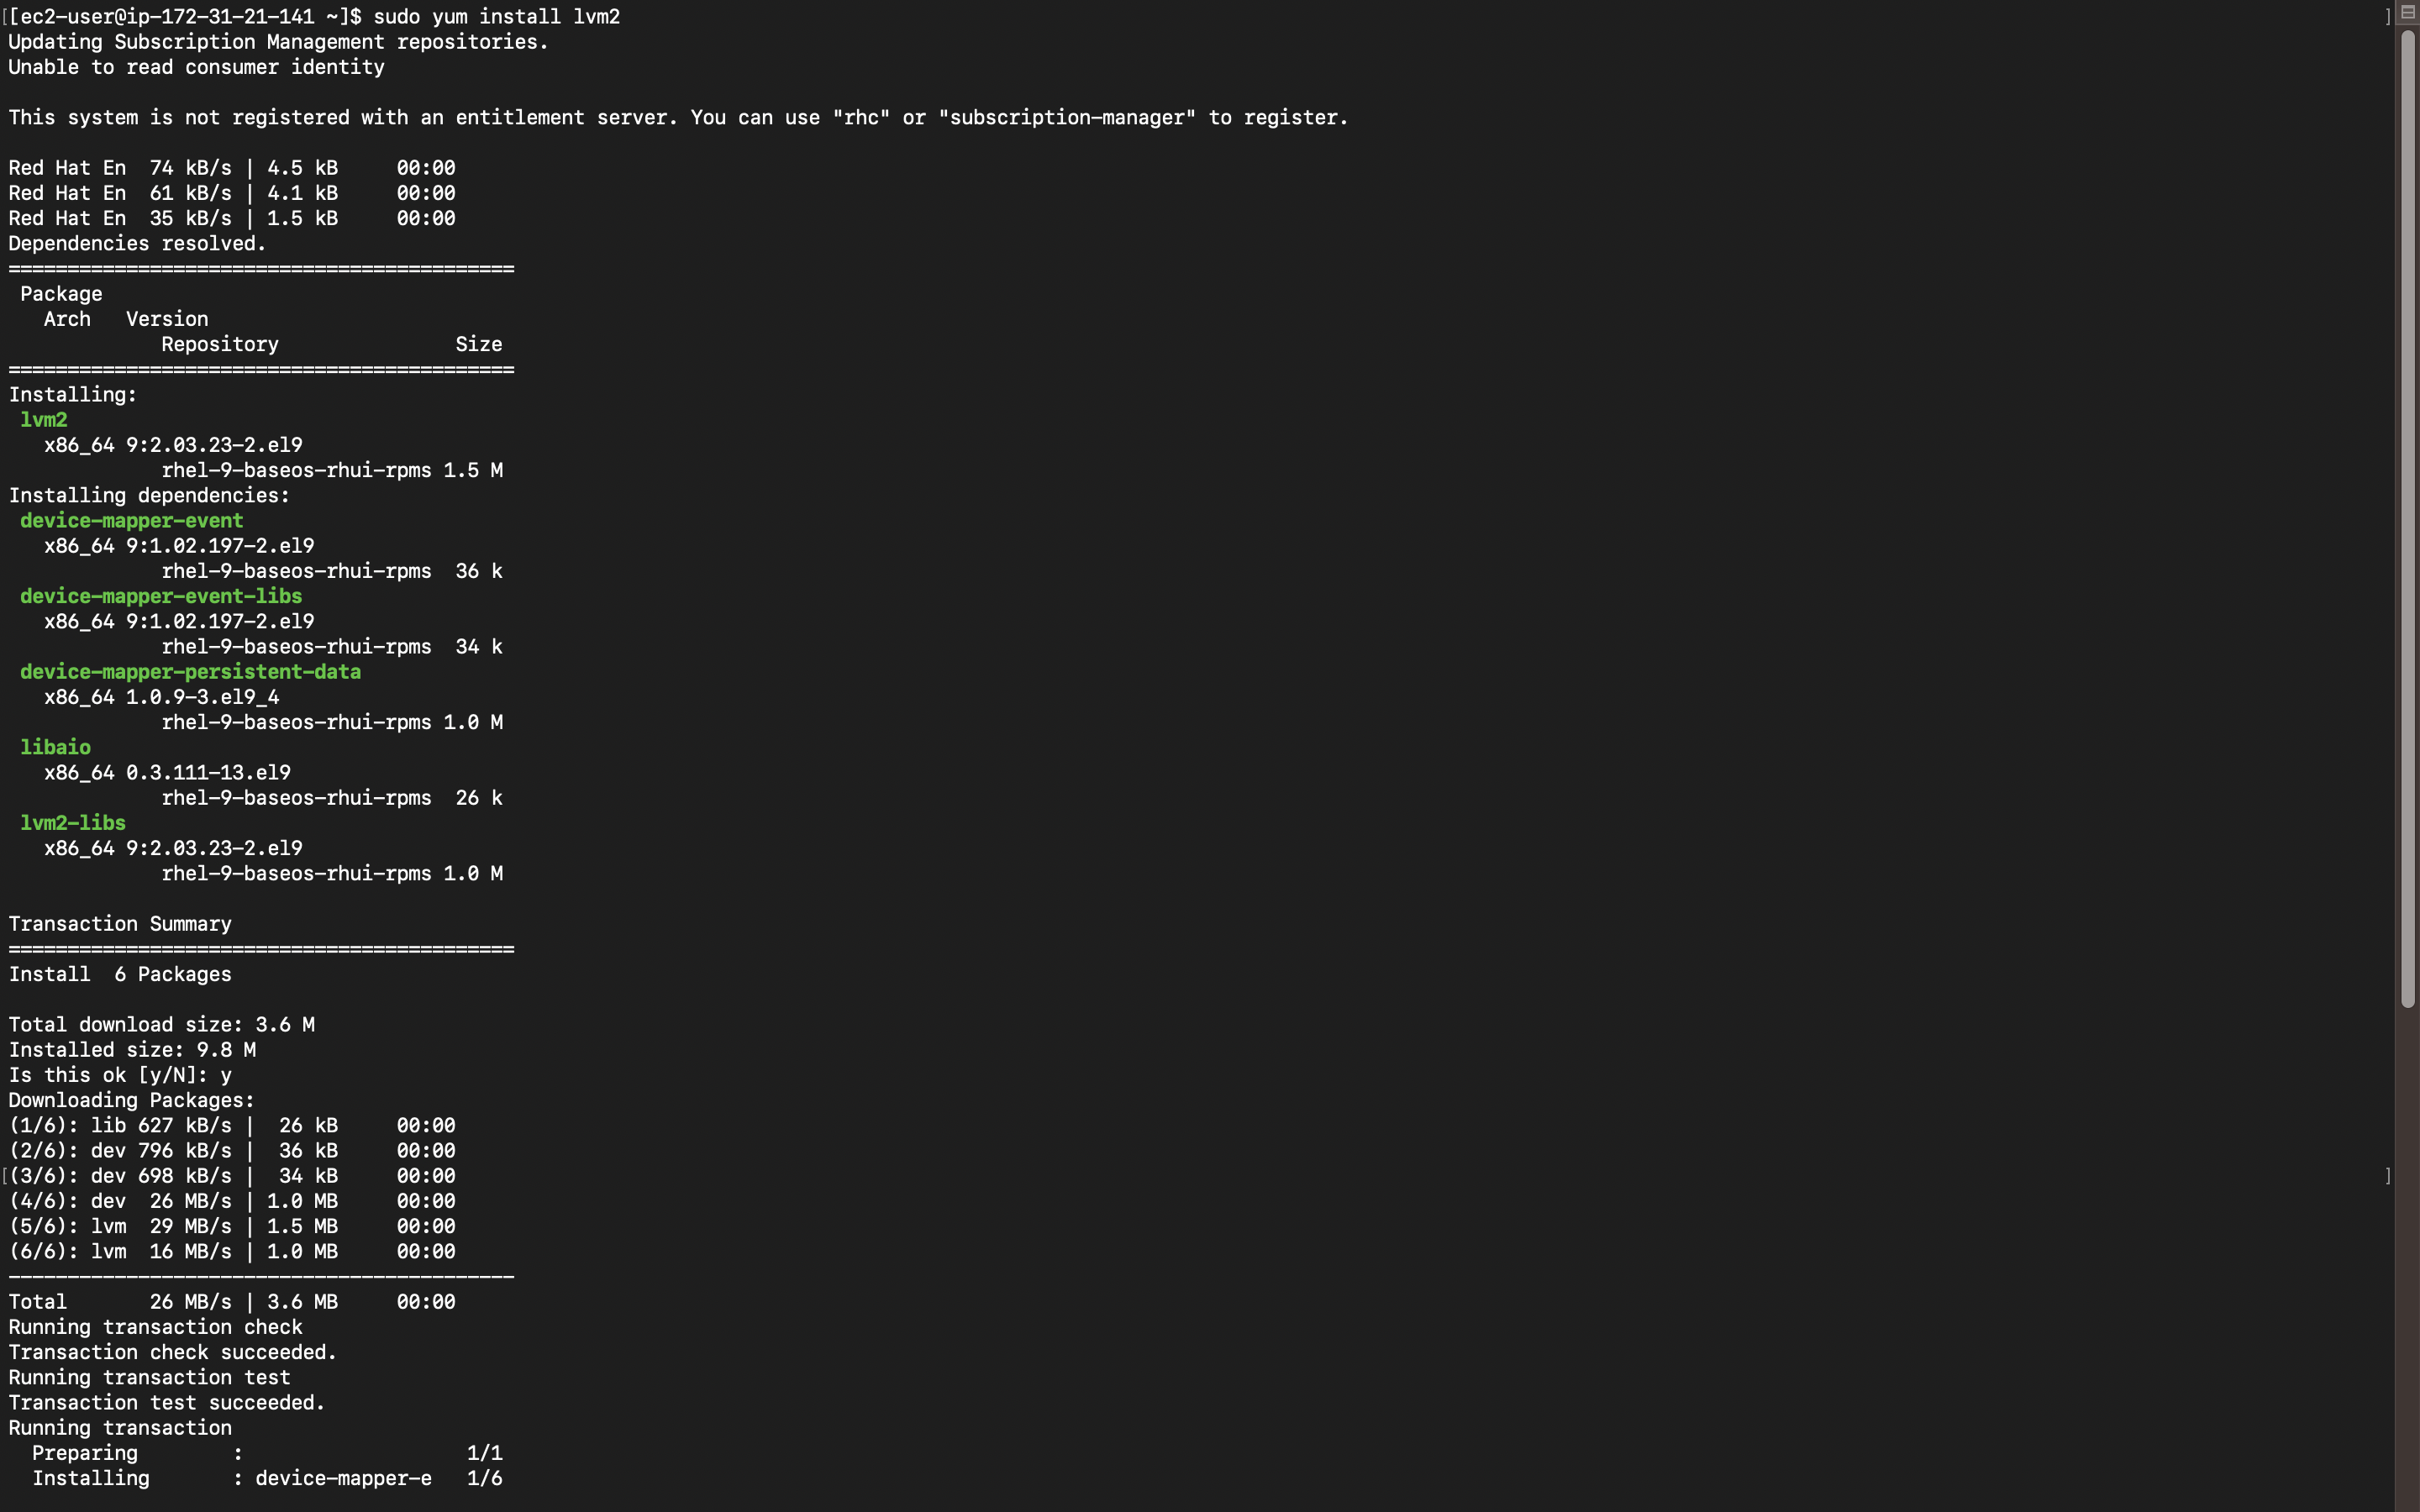 [ec2-user@ip-172-31-21-141 ~]$ sudo yum install lvm2
Updating Subscription Management repositories.
Unable to read consumer identity

This system is not registered with an entitlement server. You can use "rhc" or "subscription-manager" to register.

Red Hat En  74 kB/s | 4.5 kB     00:00
Red Hat En  61 kB/s | 4.1 kB     00:00
Red Hat En  35 kB/s | 1.5 kB     00:00
Dependencies resolved.
===========================================
 Package
   Arch   Version
             Repository               Size
===========================================
Installing:
 lvm2
   x86_64 9:2.03.23-2.el9
             rhel-9-baseos-rhui-rpms 1.5 M
Installing dependencies:
 device-mapper-event
   x86_64 9:1.02.197-2.el9
             rhel-9-baseos-rhui-rpms  36 k
 device-mapper-event-libs
   x86_64 9:1.02.197-2.el9
             rhel-9-baseos-rhui-rpms  34 k
 device-mapper-persistent-data
   x86_64 1.0.9-3.el9_4
             rhel-9-baseos-rhui-rpms 1.0 M
 libaio
   x86_64 0.3.111-13.el9
             rhel-9-baseos-rhui-rpms  26 k
 lvm2-libs
   x86_64 9:2.03.23-2.el9
             rhel-9-baseos-rhui-rpms 1.0 M

Transaction Summary
===========================================
Install  6 Packages

Total download size: 3.6 M
Installed size: 9.8 M
Is this ok [y/N]: y
Downloading Packages:
(1/6): lib 627 kB/s |  26 kB     00:00
(2/6): dev 796 kB/s |  36 kB     00:00
(3/6): dev 698 kB/s |  34 kB     00:00
(4/6): dev  26 MB/s | 1.0 MB     00:00
(5/6): lvm  29 MB/s | 1.5 MB     00:00
(6/6): lvm  16 MB/s | 1.0 MB     00:00
-------------------------------------------
Total       26 MB/s | 3.6 MB     00:00
Running transaction check
Transaction check succeeded.
Running transaction test
Transaction test succeeded.
Running transaction
  Preparing        :                   1/1
  Installing       : device-mapper-e   1/6